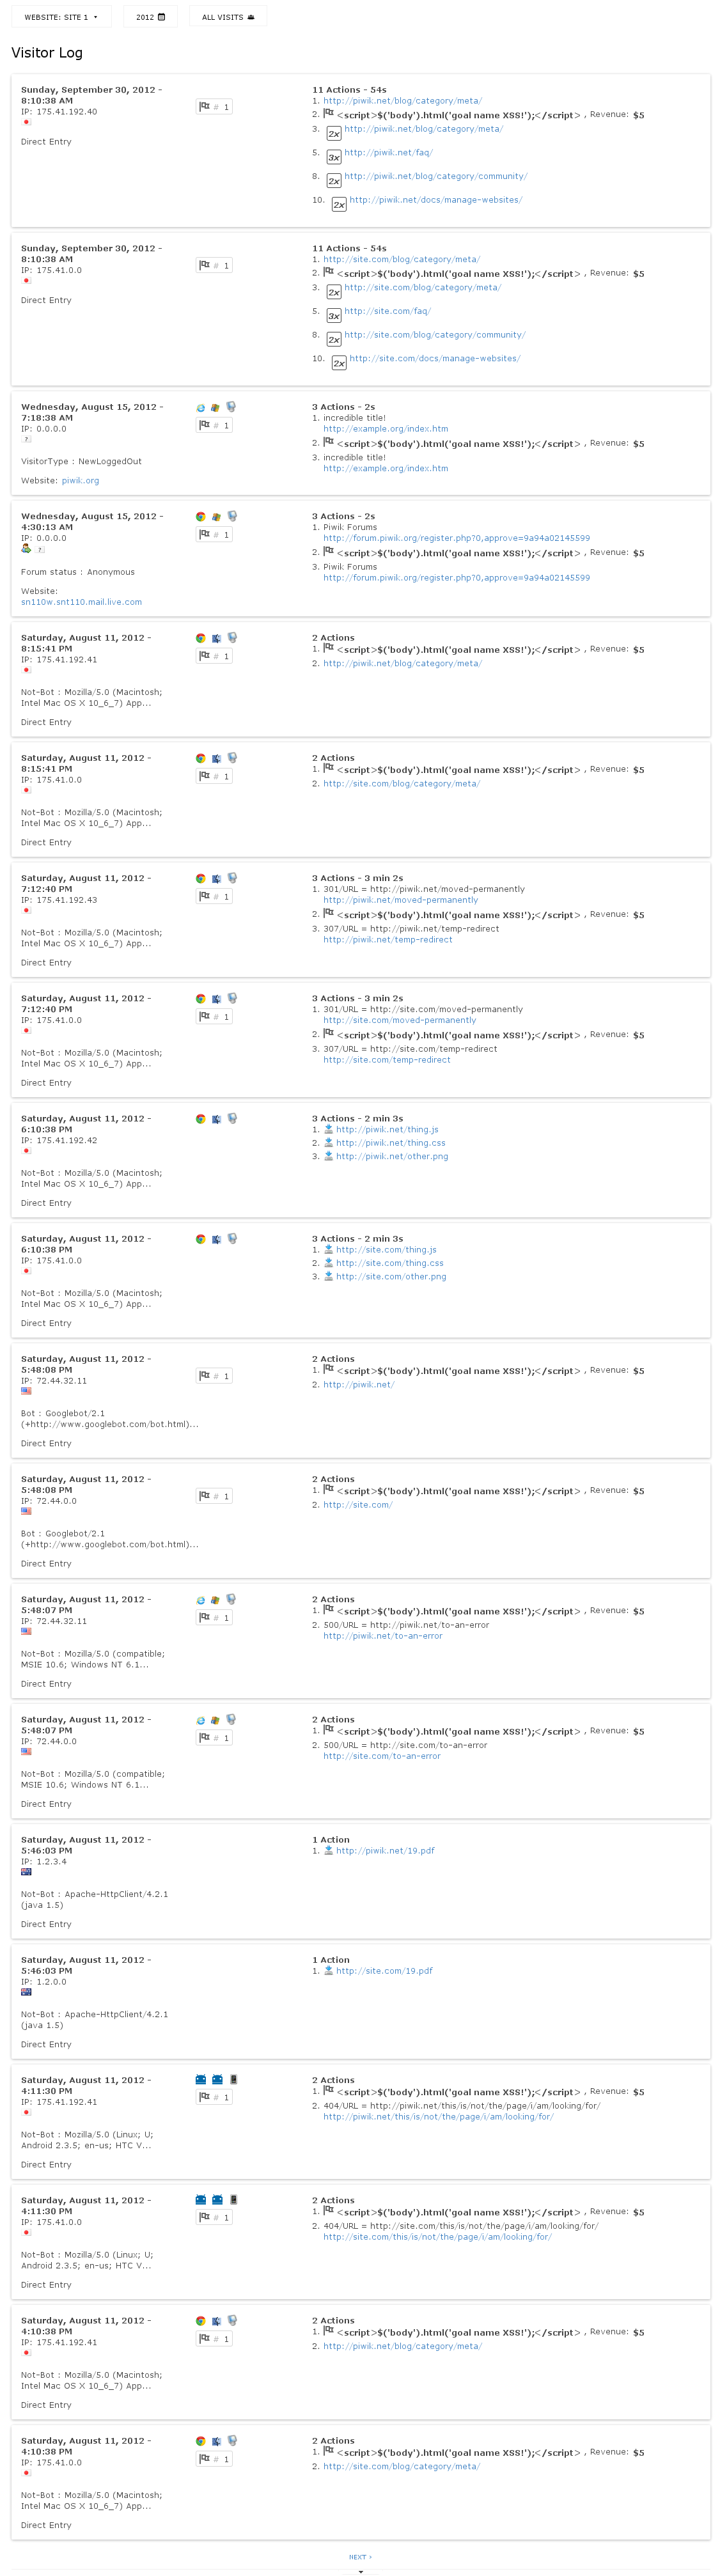 WEBSITE: SITE 1
2012
ALL VISITS
Visitor Log
Sunday, September 30, 2012 -
8:10:38 AM
IP: 175.41.192.40
Direct Entry
# 1
11 Actions - 54s
1. http://piwik.net/blog/category/meta/
2. <script>$('body').html('goal name XSS!');</script> , Revenue: $5
3. 2x http://piwik.net/blog/category/meta/
5. 3x http://piwik.net/faq/
8. 2x http://piwik.net/blog/category/community/
10. 2x http://piwik.net/docs/manage-websites/
Sunday, September 30, 2012 -
8:10:38 AM
IP: 175.41.0.0
Direct Entry
# 1
11 Actions - 54s
1. http://site.com/blog/category/meta/
2. <script>$('body').html('goal name XSS!');</script> , Revenue: $5
3. 2x http://site.com/blog/category/meta/
5. 3x http://site.com/faq/
8. 2x http://site.com/blog/category/community/
10. 2x http://site.com/docs/manage-websites/
Wednesday, August 15, 2012 -
7:18:38 AM
IP: 0.0.0.0
?
VisitorType : NewLoggedOut
Website: piwik.org
# 1
3 Actions - 2s
1. incredible title!
http://example.org/index.htm
2. <script>$('body').html('goal name XSS!');</script> , Revenue: $5
3. incredible title!
http://example.org/index.htm
Wednesday, August 15, 2012 -
4:30:13 AM
IP: 0.0.0.0
?
Forum status : Anonymous
Website:
sn110w.snt110.mail.live.com
# 1
3 Actions - 2s
1. Piwik Forums
http://forum.piwik.org/register.php?0,approve=9a94a02145599
2. <script>$('body').html('goal name XSS!');</script> , Revenue: $5
3. Piwik Forums
http://forum.piwik.org/register.php?0,approve=9a94a02145599
Saturday, August 11, 2012 -
8:15:41 PM
IP: 175.41.192.41
Not-Bot : Mozilla/5.0 (Macintosh;
Intel Mac OS X 10_6_7) App...
Direct Entry
# 1
2 Actions
1. <script>$('body').html('goal name XSS!');</script> , Revenue: $5
2. http://piwik.net/blog/category/meta/
Saturday, August 11, 2012 -
8:15:41 PM
IP: 175.41.0.0
Not-Bot : Mozilla/5.0 (Macintosh;
Intel Mac OS X 10_6_7) App...
Direct Entry
# 1
2 Actions
1. <script>$('body').html('goal name XSS!');</script> , Revenue: $5
2. http://site.com/blog/category/meta/
Saturday, August 11, 2012 -
7:12:40 PM
IP: 175.41.192.43
Not-Bot : Mozilla/5.0 (Macintosh;
Intel Mac OS X 10_6_7) App...
Direct Entry
# 1
3 Actions - 3 min 2s
1. 301/URL = http://piwik.net/moved-permanently
http://piwik.net/moved-permanently
2. <script>$('body').html('goal name XSS!');</script> , Revenue: $5
3. 307/URL = http://piwik.net/temp-redirect
http://piwik.net/temp-redirect
Saturday, August 11, 2012 -
7:12:40 PM
IP: 175.41.0.0
Not-Bot : Mozilla/5.0 (Macintosh;
Intel Mac OS X 10_6_7) App...
Direct Entry
# 1
3 Actions - 3 min 2s
1. 301/URL = http://site.com/moved-permanently
http://site.com/moved-permanently
2. <script>$('body').html('goal name XSS!');</script> , Revenue: $5
3. 307/URL = http://site.com/temp-redirect
http://site.com/temp-redirect
Saturday, August 11, 2012 -
6:10:38 PM
IP: 175.41.192.42
Not-Bot : Mozilla/5.0 (Macintosh;
Intel Mac OS X 10_6_7) App...
Direct Entry
3 Actions - 2 min 3s
1. http://piwik.net/thing.js
2. http://piwik.net/thing.css
3. http://piwik.net/other.png
Saturday, August 11, 2012 -
6:10:38 PM
IP: 175.41.0.0
Not-Bot : Mozilla/5.0 (Macintosh;
Intel Mac OS X 10_6_7) App...
Direct Entry
3 Actions - 2 min 3s
1. http://site.com/thing.js
2. http://site.com/thing.css
3. http://site.com/other.png
Saturday, August 11, 2012 -
5:48:08 PM
IP: 72.44.32.11
Bot : Googlebot/2.1
(+http://www.googlebot.com/bot.html)...
Direct Entry
# 1
2 Actions
1. <script>$('body').html('goal name XSS!');</script> , Revenue: $5
2. http://piwik.net/
Saturday, August 11, 2012 -
5:48:08 PM
IP: 72.44.0.0
Bot : Googlebot/2.1
(+http://www.googlebot.com/bot.html)...
Direct Entry
# 1
2 Actions
1. <script>$('body').html('goal name XSS!');</script> , Revenue: $5
2. http://site.com/
Saturday, August 11, 2012 -
5:48:07 PM
IP: 72.44.32.11
Not-Bot : Mozilla/5.0 (compatible;
MSIE 10.6; Windows NT 6.1...
Direct Entry
# 1
2 Actions
1. <script>$('body').html('goal name XSS!');</script> , Revenue: $5
2. 500/URL = http://piwik.net/to-an-error
http://piwik.net/to-an-error
Saturday, August 11, 2012 -
5:48:07 PM
IP: 72.44.0.0
Not-Bot : Mozilla/5.0 (compatible;
MSIE 10.6; Windows NT 6.1...
Direct Entry
# 1
2 Actions
1. <script>$('body').html('goal name XSS!');</script> , Revenue: $5
2. 500/URL = http://site.com/to-an-error
http://site.com/to-an-error
Saturday, August 11, 2012 -
5:46:03 PM
IP: 1.2.3.4
Not-Bot : Apache-HttpClient/4.2.1
(java 1.5)
Direct Entry
1 Action
1. http://piwik.net/19.pdf
Saturday, August 11, 2012 -
5:46:03 PM
IP: 1.2.0.0
Not-Bot : Apache-HttpClient/4.2.1
(java 1.5)
Direct Entry
1 Action
1. http://site.com/19.pdf
Saturday, August 11, 2012 -
4:11:30 PM
IP: 175.41.192.41
Not-Bot : Mozilla/5.0 (Linux; U;
Android 2.3.5; en-us; HTC V...
Direct Entry
# 1
2 Actions
1. <script>$('body').html('goal name XSS!');</script> , Revenue: $5
2. 404/URL = http://piwik.net/this/is/not/the/page/i/am/looking/for/
http://piwik.net/this/is/not/the/page/i/am/looking/for/
Saturday, August 11, 2012 -
4:11:30 PM
IP: 175.41.0.0
Not-Bot : Mozilla/5.0 (Linux; U;
Android 2.3.5; en-us; HTC V...
Direct Entry
# 1
2 Actions
1. <script>$('body').html('goal name XSS!');</script> , Revenue: $5
2. 404/URL = http://site.com/this/is/not/the/page/i/am/looking/for/
http://site.com/this/is/not/the/page/i/am/looking/for/
Saturday, August 11, 2012 -
4:10:38 PM
IP: 175.41.192.41
Not-Bot : Mozilla/5.0 (Macintosh;
Intel Mac OS X 10_6_7) App...
Direct Entry
# 1
2 Actions
1. <script>$('body').html('goal name XSS!');</script> , Revenue: $5
2. http://piwik.net/blog/category/meta/
Saturday, August 11, 2012 -
4:10:38 PM
IP: 175.41.0.0
Not-Bot : Mozilla/5.0 (Macintosh;
Intel Mac OS X 10_6_7) App...
Direct Entry
# 1
2 Actions
1. <script>$('body').html('goal name XSS!');</script> , Revenue: $5
2. http://site.com/blog/category/meta/
NEXT ›